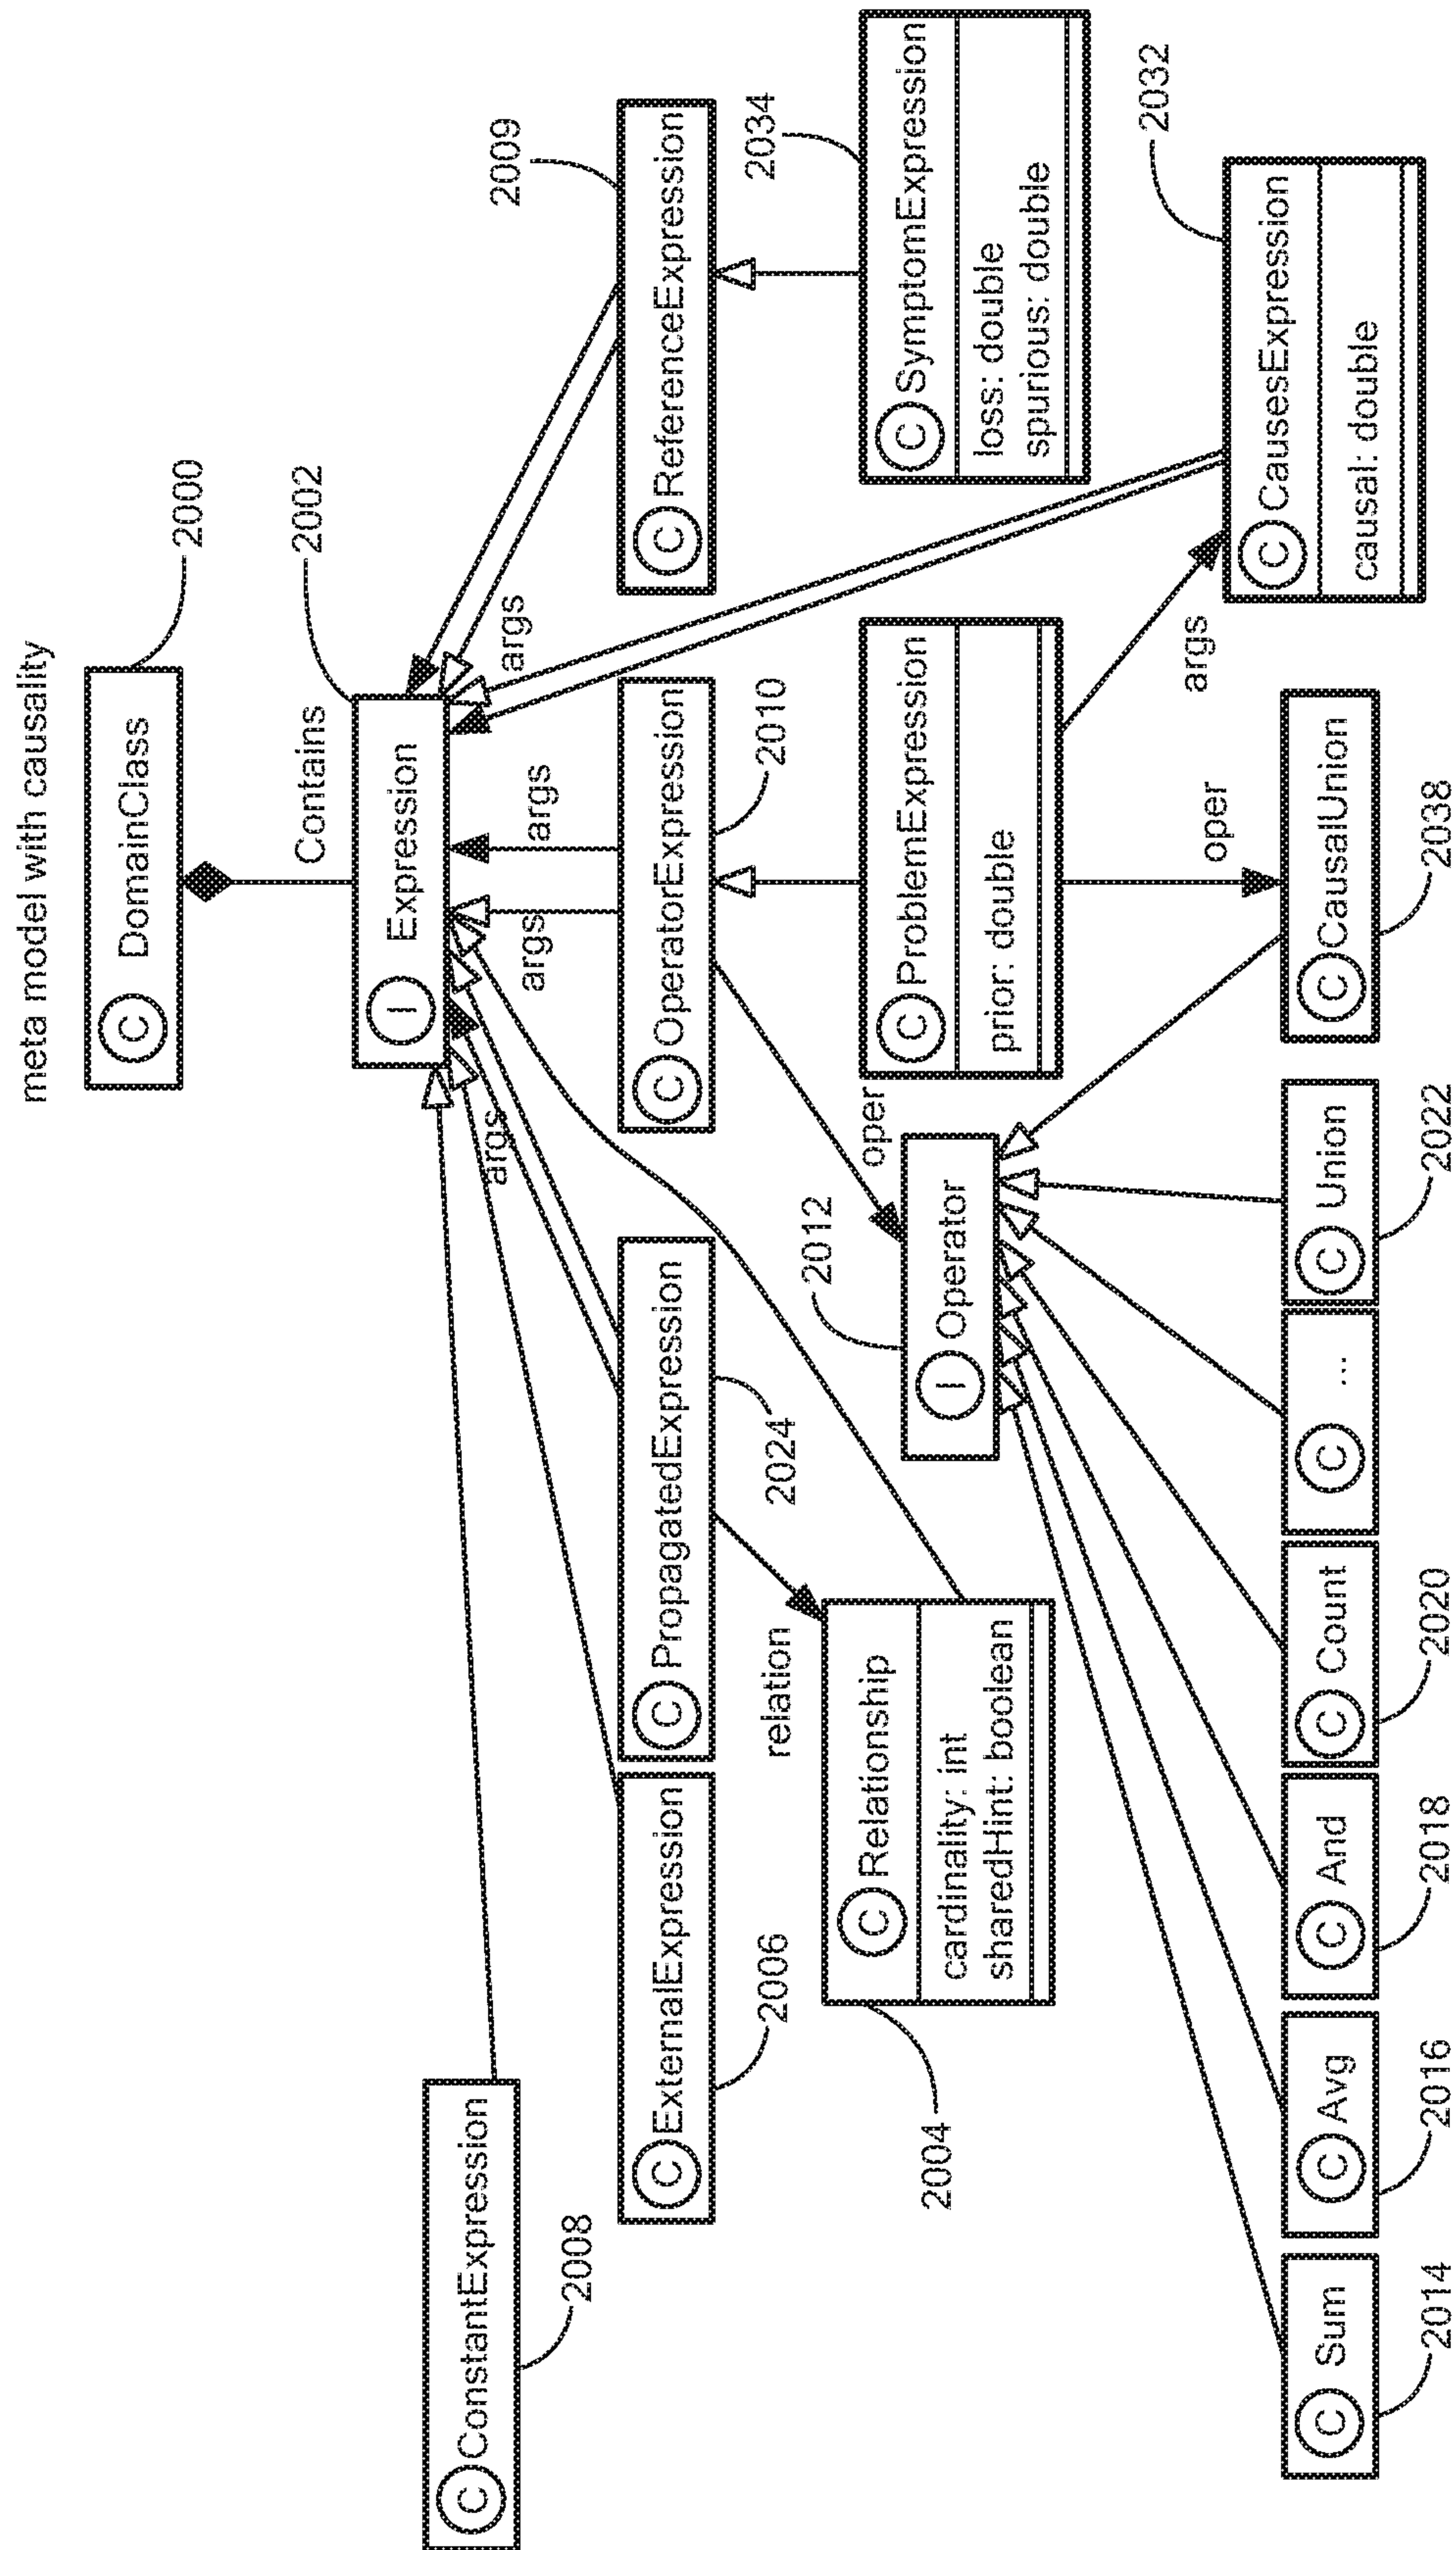 meta model with causality
C DomainClass
2000
Contains
2002
I Expression
args
args
args
args
C ConstantExpression
2008
C ExternalExpression
2006
C PropagatedExpression
2024
C OperatorExpression
2010
C ReferenceExpression
2009
relation
C Relationship
cardinality: int
sharedHint: boolean
2004
2012
oper
I Operator
C ProblemExpression
prior: double
C SymptomExpression
loss: double
spurious: double
2034
oper
args
C Sum
2014
C Avg
2016
C And
2018
C Count
2020
C ...
C Union
2022
C CausalUnion
2038
C CausesExpression
causal: double
2032